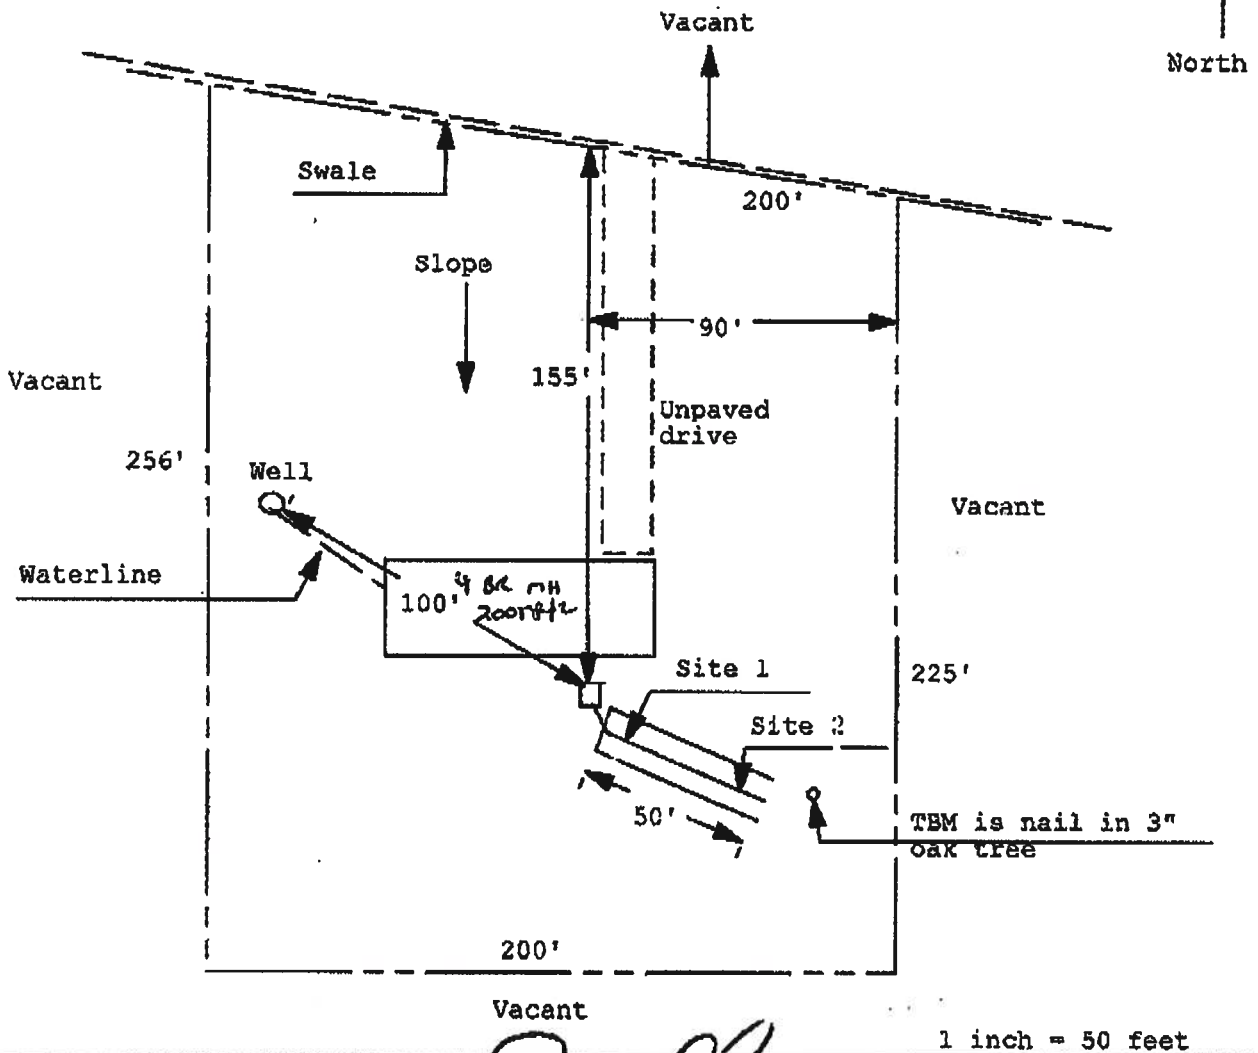 Vacant
North
Swale
200'
Slope
90'
155'
Vacant
Unpaved
drive
256'
Well
Vacant
Waterline
4 BR MH
100'
Site 1
225'
Site 2
50'
TBM is nail in 3"
oak tree
200'
Vacant
1 inch = 50 feet